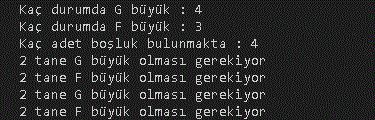 Kaç durumda G büyük : 4
Kaç durumda F büyük : 3
Kaç adet boşluk bulunmakta : 4
2 tane G büyük olması gerekiyor
2 tane F büyük olması gerekiyor
2 tane G büyük olması gerekiyor
2 tane F büyük olması gerekiyor